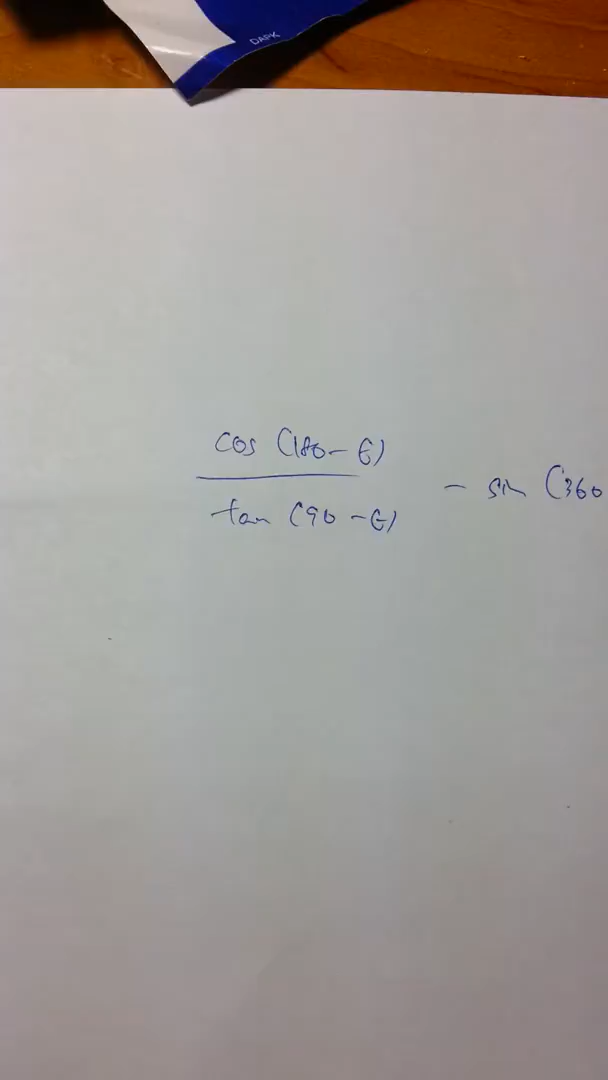 DARK
cos (180 - θ)
tan (90 - θ)
- sin (360